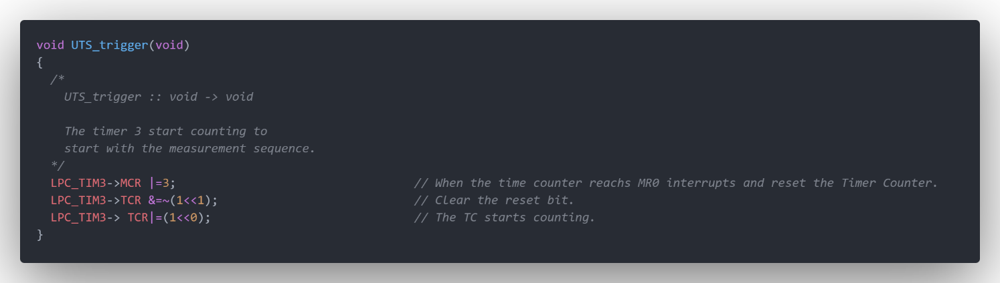 void UTS_trigger(void)
{
  /*
    UTS_trigger :: void -> void

    The timer 3 start counting to
    start with the measurement sequence.
  */
  LPC_TIM3->MCR |=3;                                  // When the time counter reachs MR0 interrupts and reset the Timer Counter.
  LPC_TIM3->TCR &=~(1<<1);                            // Clear the reset bit.
  LPC_TIM3-> TCR|=(1<<0);                             // The TC starts counting.
}